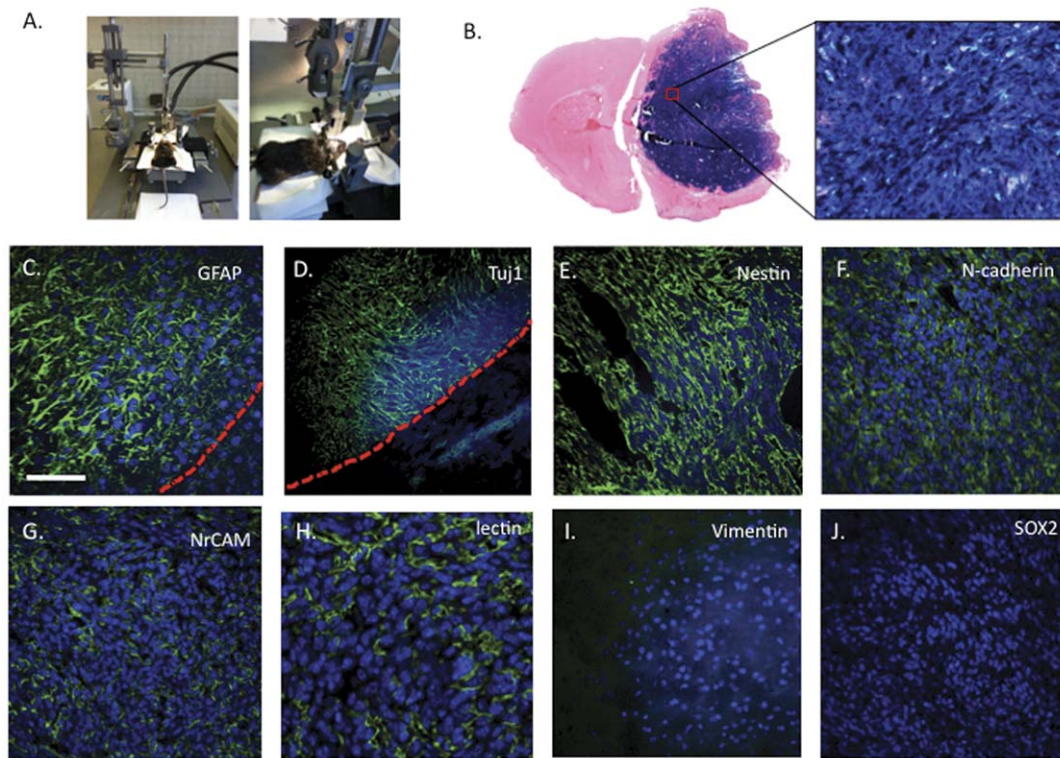 A.
B.
C.
GFAP
D.
Tuj1
E.
Nestin
F.
N-cadherin
G.
NrCAM
H.
lectin
I.
Vimentin
J.
SOX2